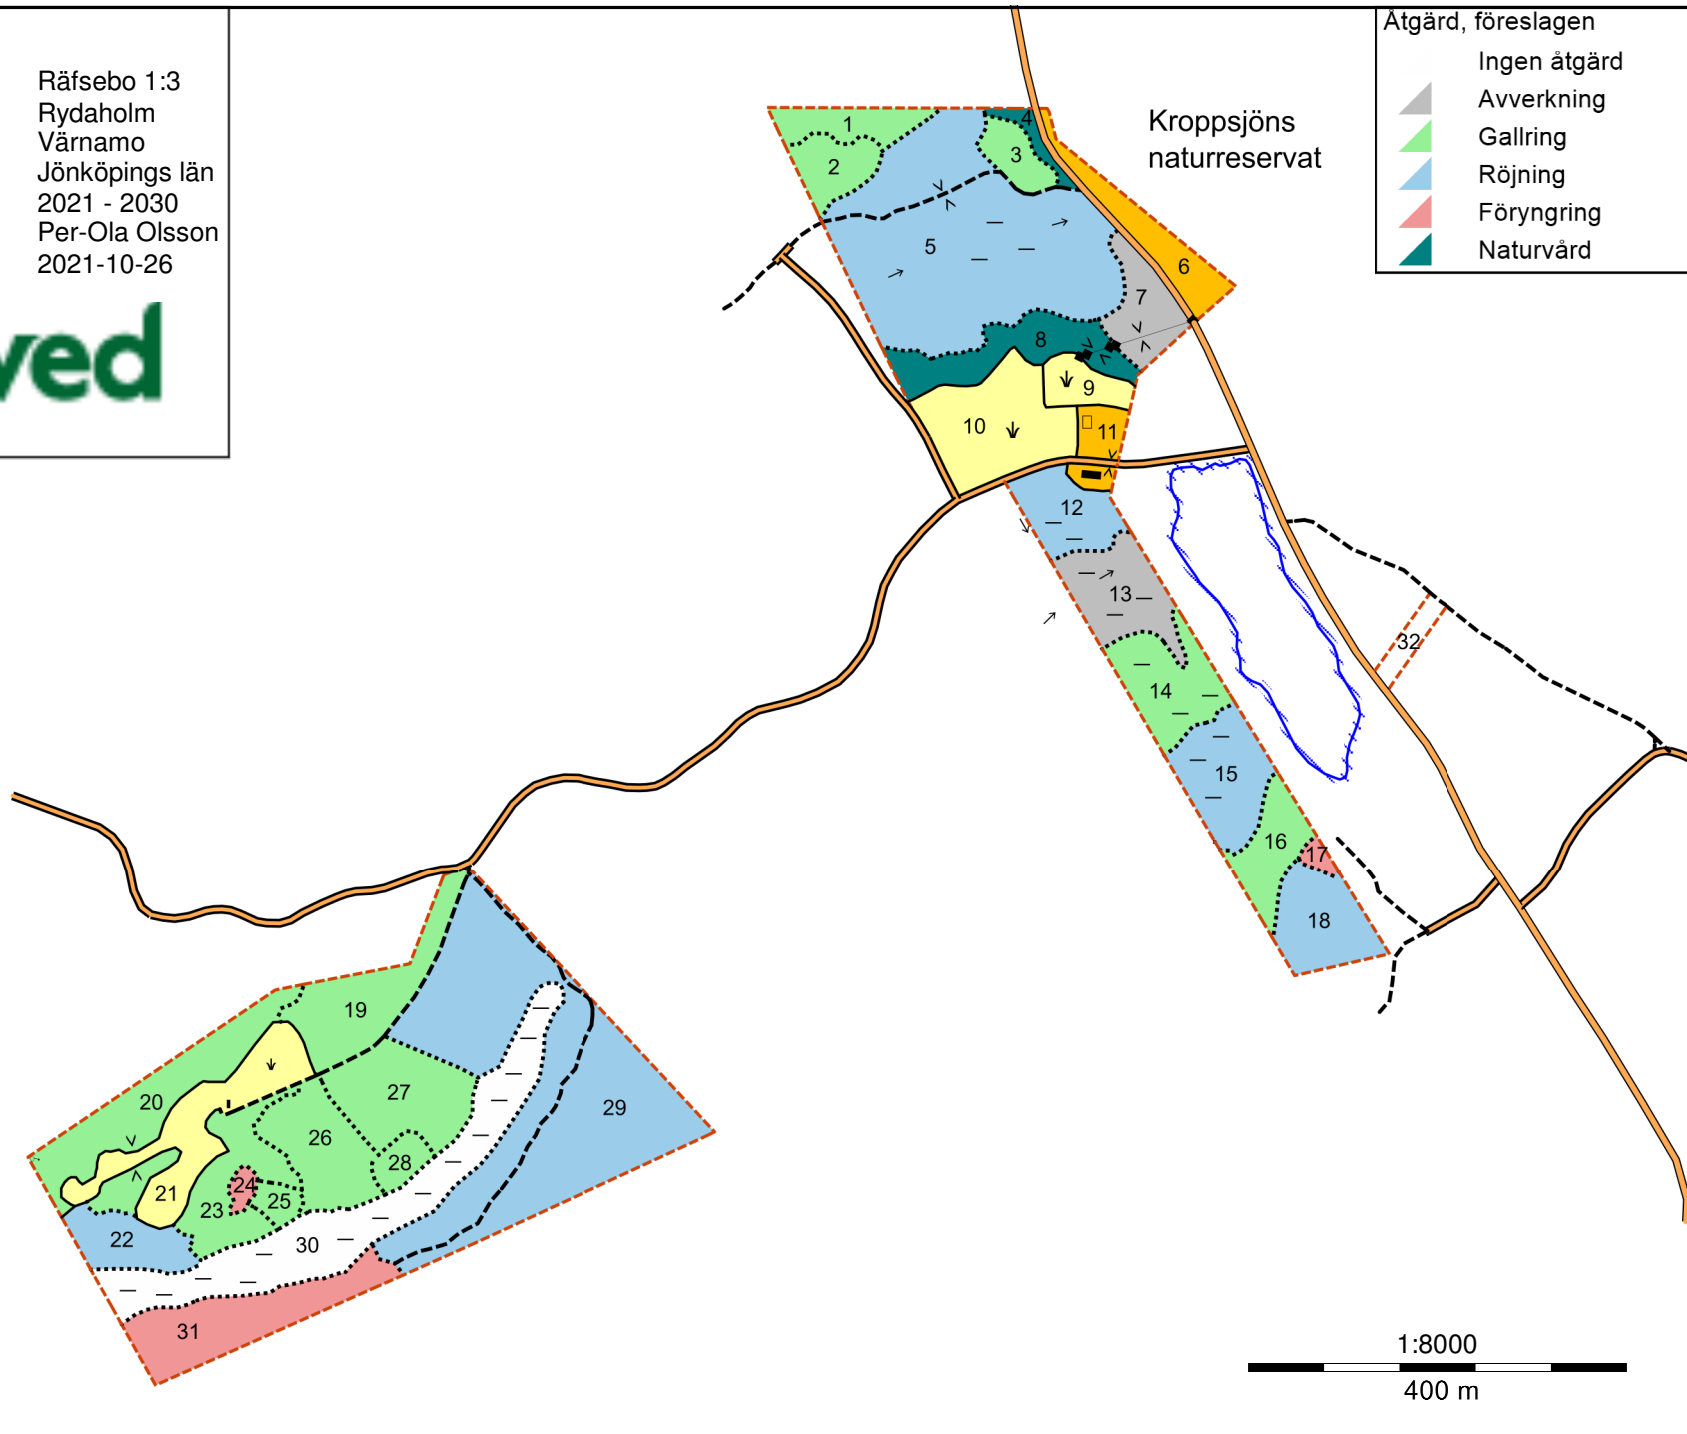 Räfsebo 1:3
Rydaholm
Värnamo
Jönköpings län
2021 - 2030
Per-Ola Olsson
2021-10-26
ved
Kroppsjöns
naturreservat
Åtgärd, föreslagen
Ingen åtgärd
Avverkning
Gallring
Röjning
Föryngring
Naturvård
1
2
3
4
5
6
7
8
9
10
11
12
13
14
15
16
17
18
19
20
21
22
23
24
25
26
27
28
29
30
31
32
1:8000
400 m